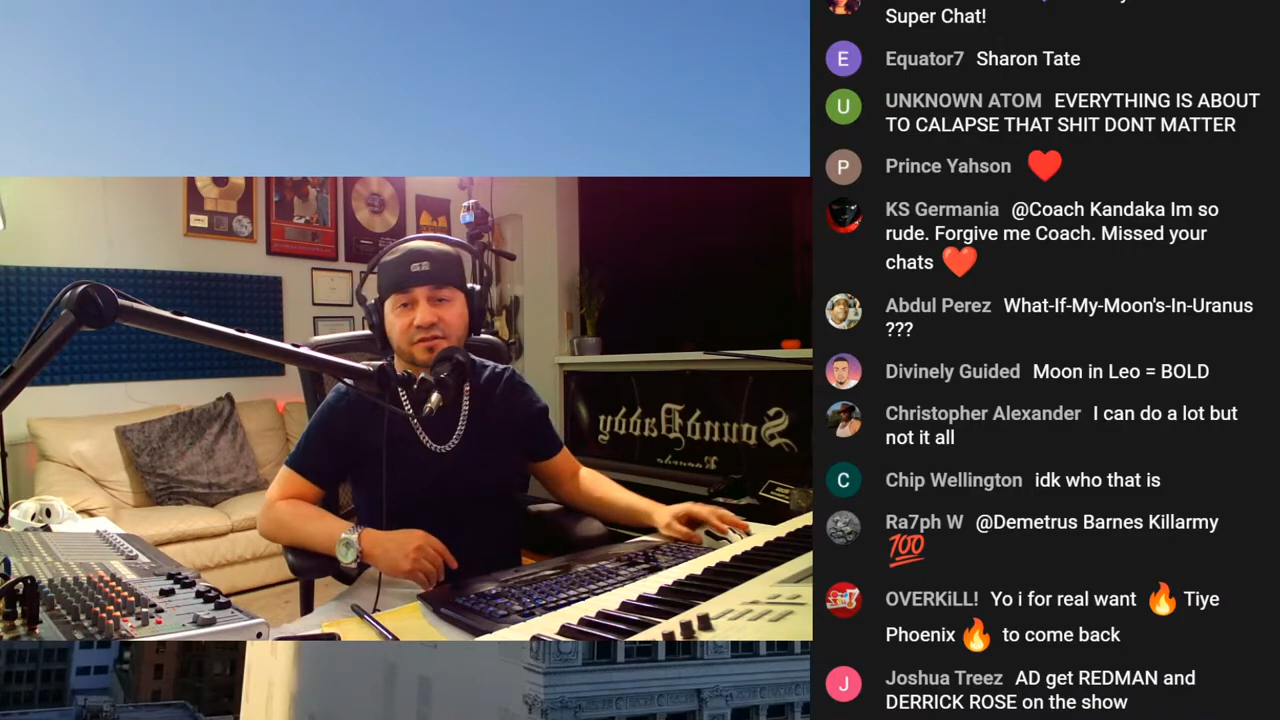 Super Chat!
Equator7 Sharon Tate
UNKNOWN ATOM EVERYTHING IS ABOUT
TO CALAPSE THAT SHIT DONT MATTER
Prince Yahson ❤️
KS Germania @Coach Kandaka Im so
rude. Forgive me Coach. Missed your
chats ❤️
Abdul Perez What-If-My-Moon's-In-Uranus
???
Divinely Guided Moon in Leo = BOLD
Christopher Alexander I can do a lot but
not it all
Chip Wellington idk who that is
Ra7ph W @Demetrus Barnes Killarmy
💯
OVERKiLL! Yo i for real want 🔥 Tiye
Phoenix 🔥 to come back
Joshua Treez AD get REDMAN and
DERRICK ROSE on the show
E
U
P
C
J
SoundDaddy